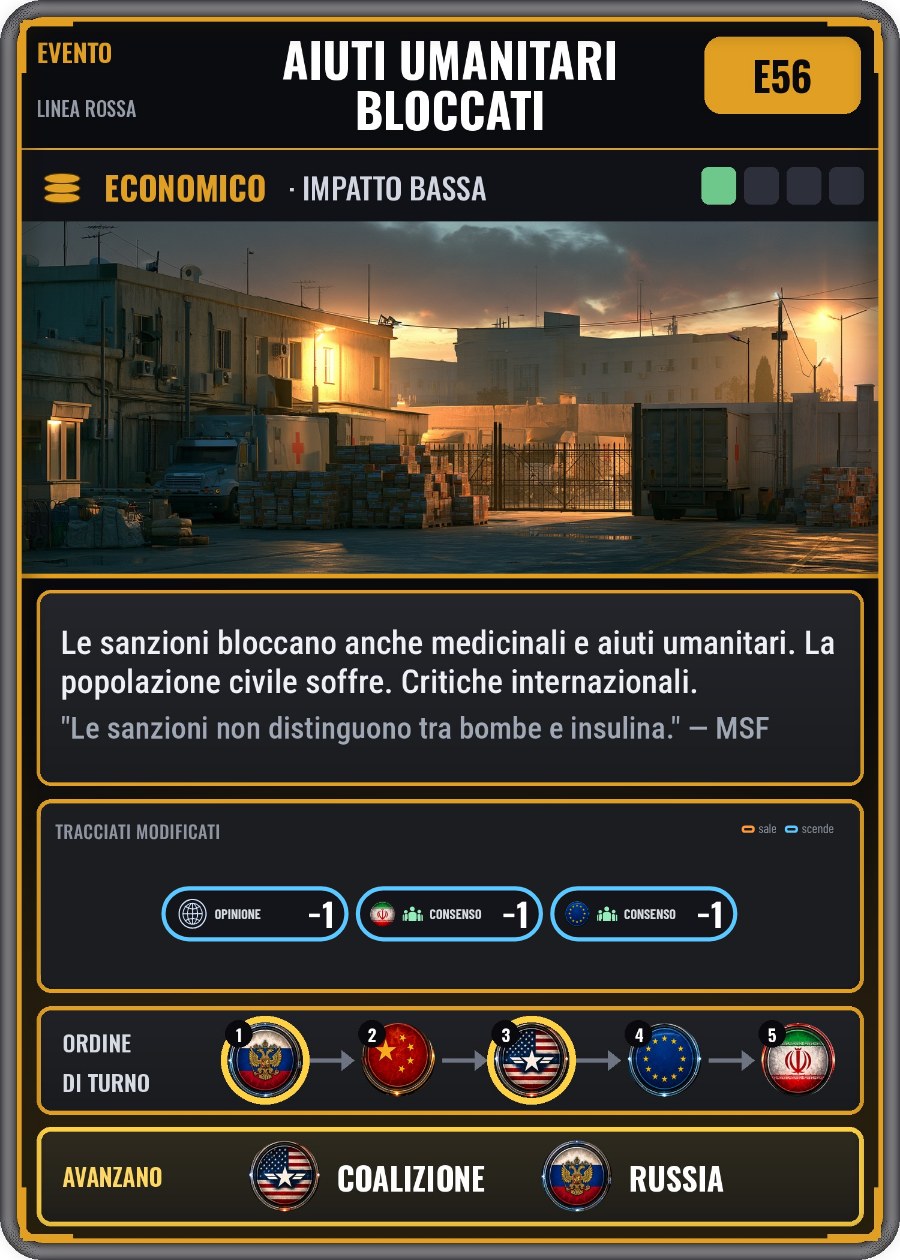 EVENTO
LINEA ROSSA
AIUTI UMANITARI
BLOCCATI
E56
ECONOMICO · IMPATTO BASSA
Le sanzioni bloccano anche medicinali e aiuti umanitari. La
popolazione civile soffre. Critiche internazionali.
"Le sanzioni non distinguono tra bombe e insulina." — MSF
TRACCIATI MODIFICATI
sale scende
OPINIONE -1 CONSENSO -1 CONSENSO -1
ORDINE
DI TURNO
1 2 3 4 5
AVANZANO COALIZIONE RUSSIA